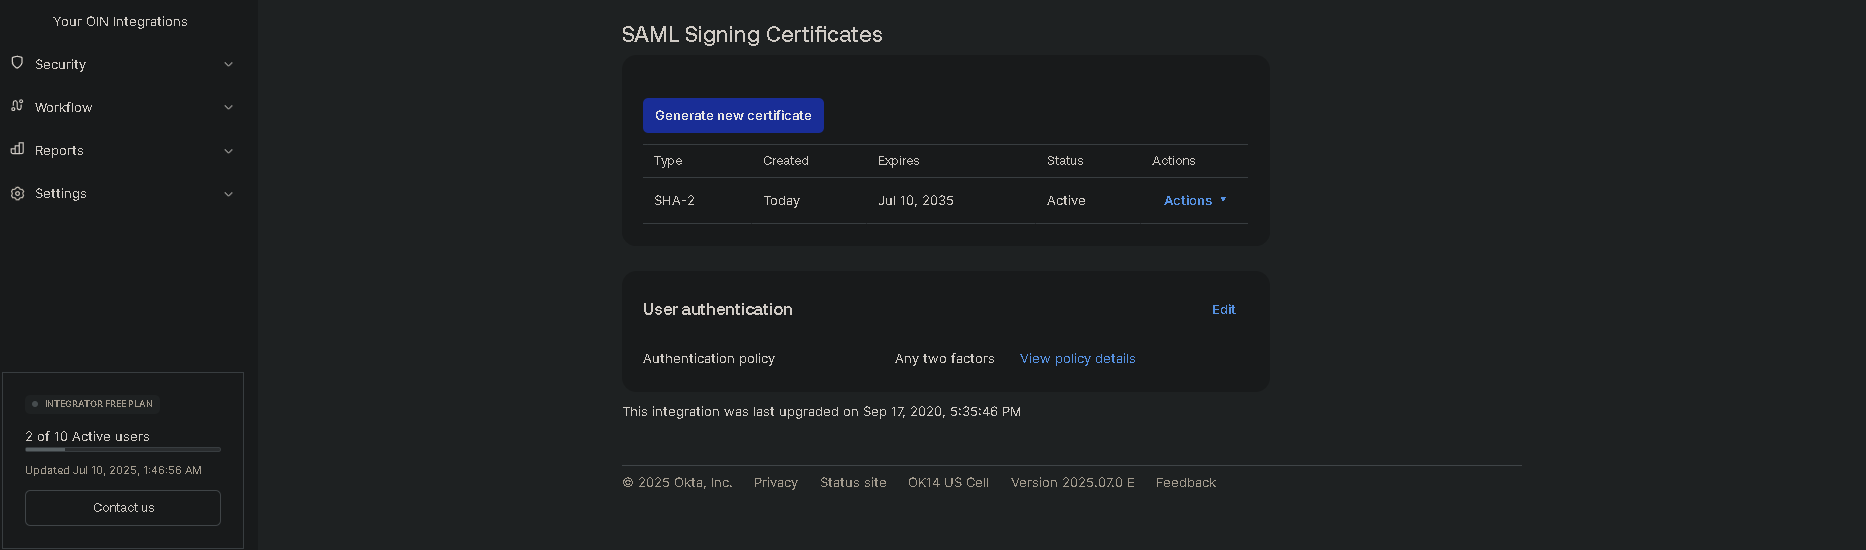 Your OIN Integrations
Security
Workflow
Reports
Settings
INTEGRATOR FREE PLAN
2 of 10 Active users
Updated Jul 10, 2025, 1:46:56 AM
Contact us
SAML Signing Certificates
Generate new certificate
Type Created Expires Status Actions
SHA-2 Today Jul 10, 2035 Active Actions
User authentication Edit
Authentication policy Any two factors View policy details
This integration was last upgraded on Sep 17, 2020, 5:35:46 PM
© 2025 Okta, Inc. Privacy Status site OK14 US Cell Version 2025.07.0 E Feedback